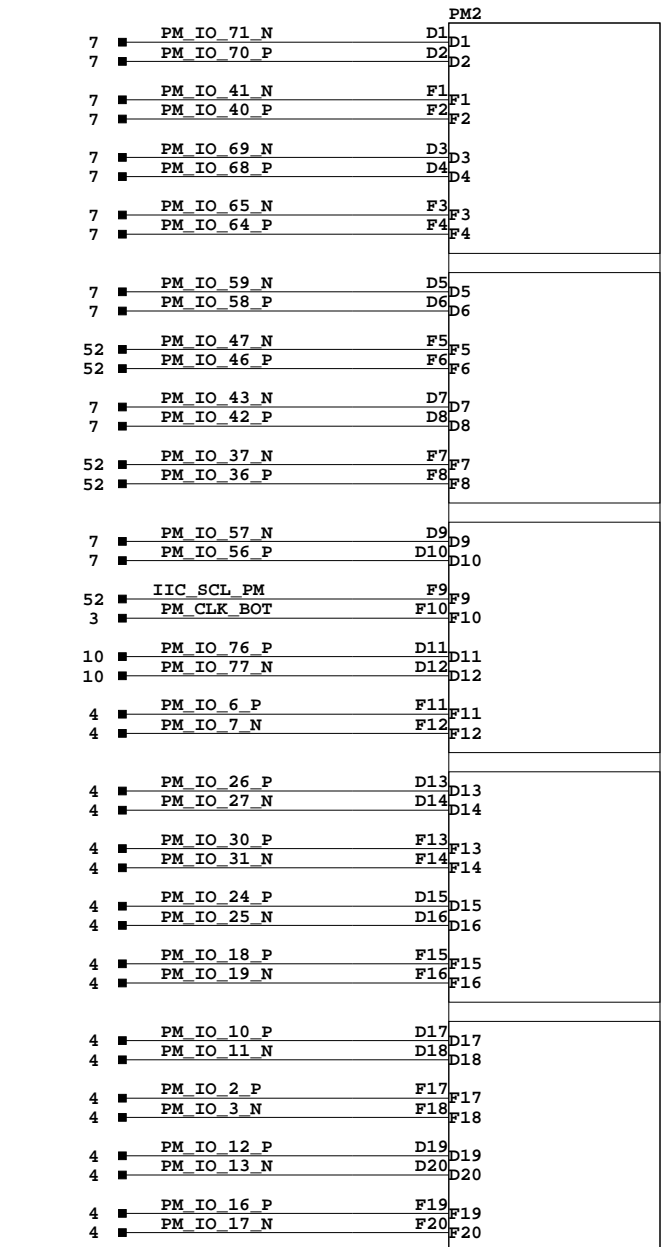 PM2
7 PM_IO_71_N D1 D1
7 PM_IO_70_P D2 D2
7 PM_IO_41_N F1 F1
7 PM_IO_40_P F2 F2
7 PM_IO_69_N D3 D3
7 PM_IO_68_P D4 D4
7 PM_IO_65_N F3 F3
7 PM_IO_64_P F4 F4
7 PM_IO_59_N D5 D5
7 PM_IO_58_P D6 D6
52 PM_IO_47_N F5 F5
52 PM_IO_46_P F6 F6
7 PM_IO_43_N D7 D7
7 PM_IO_42_P D8 D8
52 PM_IO_37_N F7 F7
52 PM_IO_36_P F8 F8
7 PM_IO_57_N D9 D9
7 PM_IO_56_P D10 D10
52 IIC_SCL_PM F9 F9
3 PM_CLK_BOT F10 F10
10 PM_IO_76_P D11 D11
10 PM_IO_77_N D12 D12
4 PM_IO_6_P F11 F11
4 PM_IO_7_N F12 F12
4 PM_IO_26_P D13 D13
4 PM_IO_27_N D14 D14
4 PM_IO_30_P F13 F13
4 PM_IO_31_N F14 F14
4 PM_IO_24_P D15 D15
4 PM_IO_25_N D16 D16
4 PM_IO_18_P F15 F15
4 PM_IO_19_N F16 F16
4 PM_IO_10_P D17 D17
4 PM_IO_11_N D18 D18
4 PM_IO_2_P F17 F17
4 PM_IO_3_N F18 F18
4 PM_IO_12_P D19 D19
4 PM_IO_13_N D20 D20
4 PM_IO_16_P F19 F19
4 PM_IO_17_N F20 F20